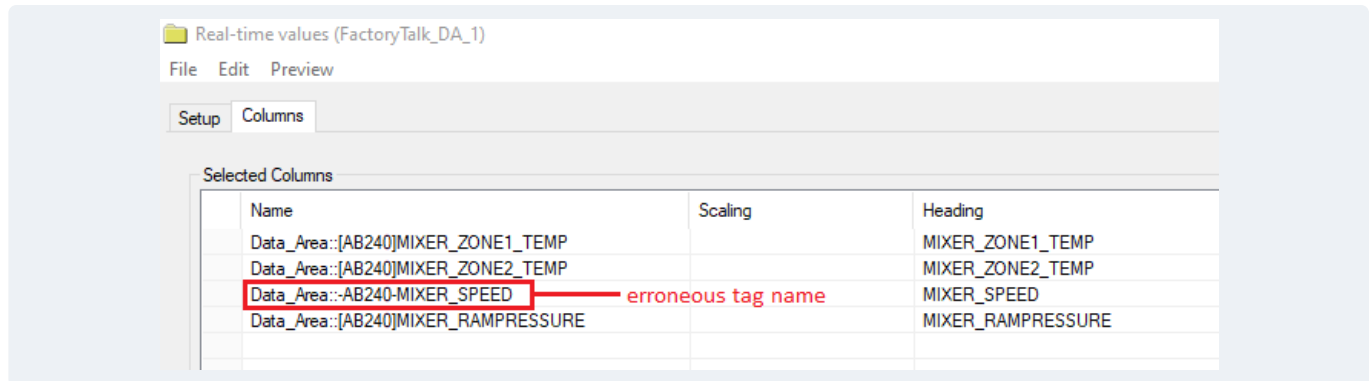 Real-time values (FactoryTalk_DA_1)
File Edit Preview
Setup Columns
Selected Columns
Name Scaling Heading
Data_Area::[AB240]MIXER_ZONE1_TEMP MIXER_ZONE1_TEMP
Data_Area::[AB240]MIXER_ZONE2_TEMP MIXER_ZONE2_TEMP
Data_Area::-AB240-MIXER_SPEED erroneous tag name MIXER_SPEED
Data_Area::[AB240]MIXER_RAMPRESSURE MIXER_RAMPRESSURE